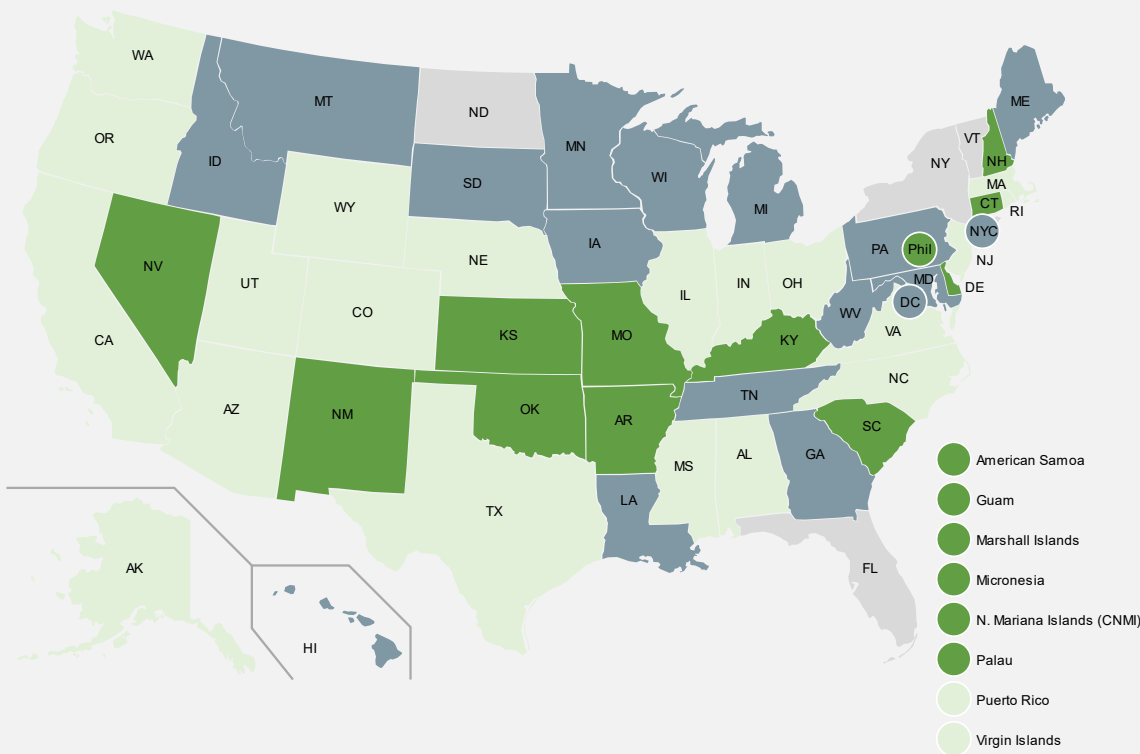 WA
MT
ND
ME
OR
ID
MN
VT
NH
NY
SD
WI
MA
WY
MI
CT
RI
NYC
NV
NE
IA
PA
Phil
NJ
UT
IL
IN
OH
MD
DE
CO
DC
WV
CA
KS
MO
KY
VA
AZ
NM
OK
AR
TN
NC
SC
MS
AL
GA
American Samoa
TX
LA
Guam
Marshall Islands
AK
FL
Micronesia
HI
N. Mariana Islands (CNMI)
Palau
Puerto Rico
Virgin Islands